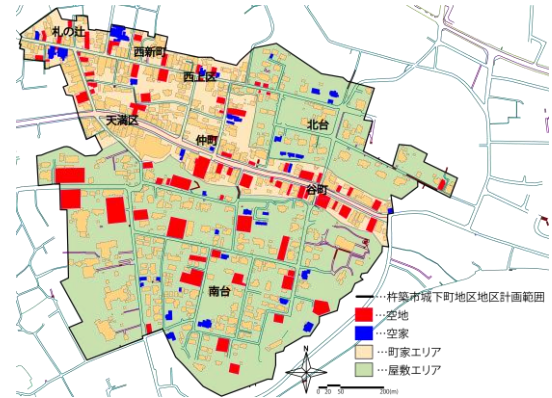 札の辻
西新町
西上区
北台
天満区
仲町
谷町
南台
…杵築市城下町地区地区計画範囲
…空地
…空家
…町家エリア
…屋敷エリア
N
0 20 50 200(m)